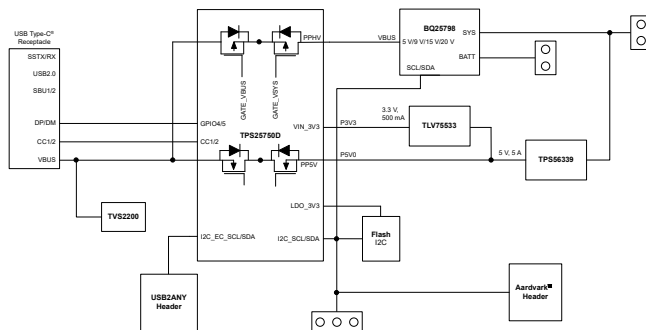 USB Type-C®
Receptacle
SSTX/RX
USB2.0
SBU1/2
DP/DM
CC1/2
VBUS
TVS2200
USB2ANY
Header
GATE_VBUS
GATE_VSYS
PPHV
TPS25750D
GPIO4/5
CC1/2
VIN_3V3
PP5V
LDO_3V3
I2C_EC_SCL/SDA
I2C_SCL/SDA
VBUS
BQ25798
5 V/9 V/15 V/20 V
SYS
BATT
SCL/SDA
P3V3
3.3 V,
500 mA
TLV75533
P5V0
5 V, 5 A
TPS56339
Flash
I2C
Aardvark
Header